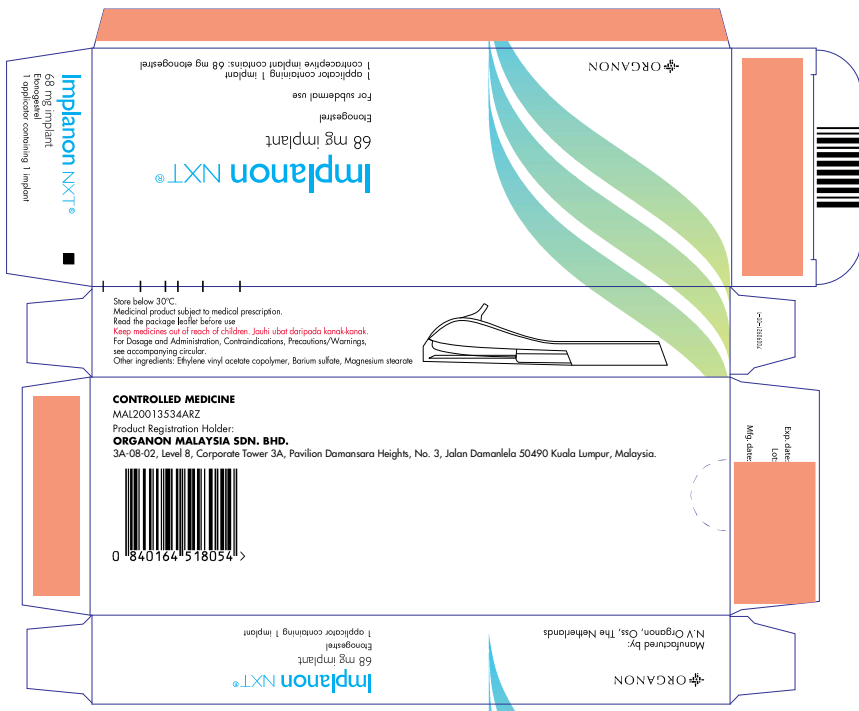 Implanon NXT®
68 mg implant
Etonogestrel
1 applicator containing 1 implant
ORGANON
Implanon NXT®
68 mg implant
Etonogestrel
For subdermal use
1 applicator containing 1 implant
1 contraceptive implant contains: 68 mg etonogestrel
Store below 30°C.
Medicinal product subject to medical prescription.
Read the package leaflet before use
Keep medicines out of reach of children. Jauhi ubat daripada kanak-kanak.
For Dosage and Administration, Contraindications, Precautions/Warnings,
see accompanying circular.
Other ingredients: Ethylene vinyl acetate copolymer, Barium sulfate, Magnesium stearate
CONTROLLED MEDICINE
MAL20013534ARZ
Product Registration Holder:
ORGANON MALAYSIA SDN. BHD.
3A-08-02, Level 8, Corporate Tower 3A, Pavilion Damansara Heights, No. 3, Jalan Damanlela 50490 Kuala Lumpur, Malaysia.
0 840164 518054 >
Exp. date:
Lot:
Mfg. date:
ORGANON
Manufactured by:
N.V Organon, Oss, The Netherlands
Implanon NXT®
68 mg implant
Etonogestrel
1 applicator containing 1 implant